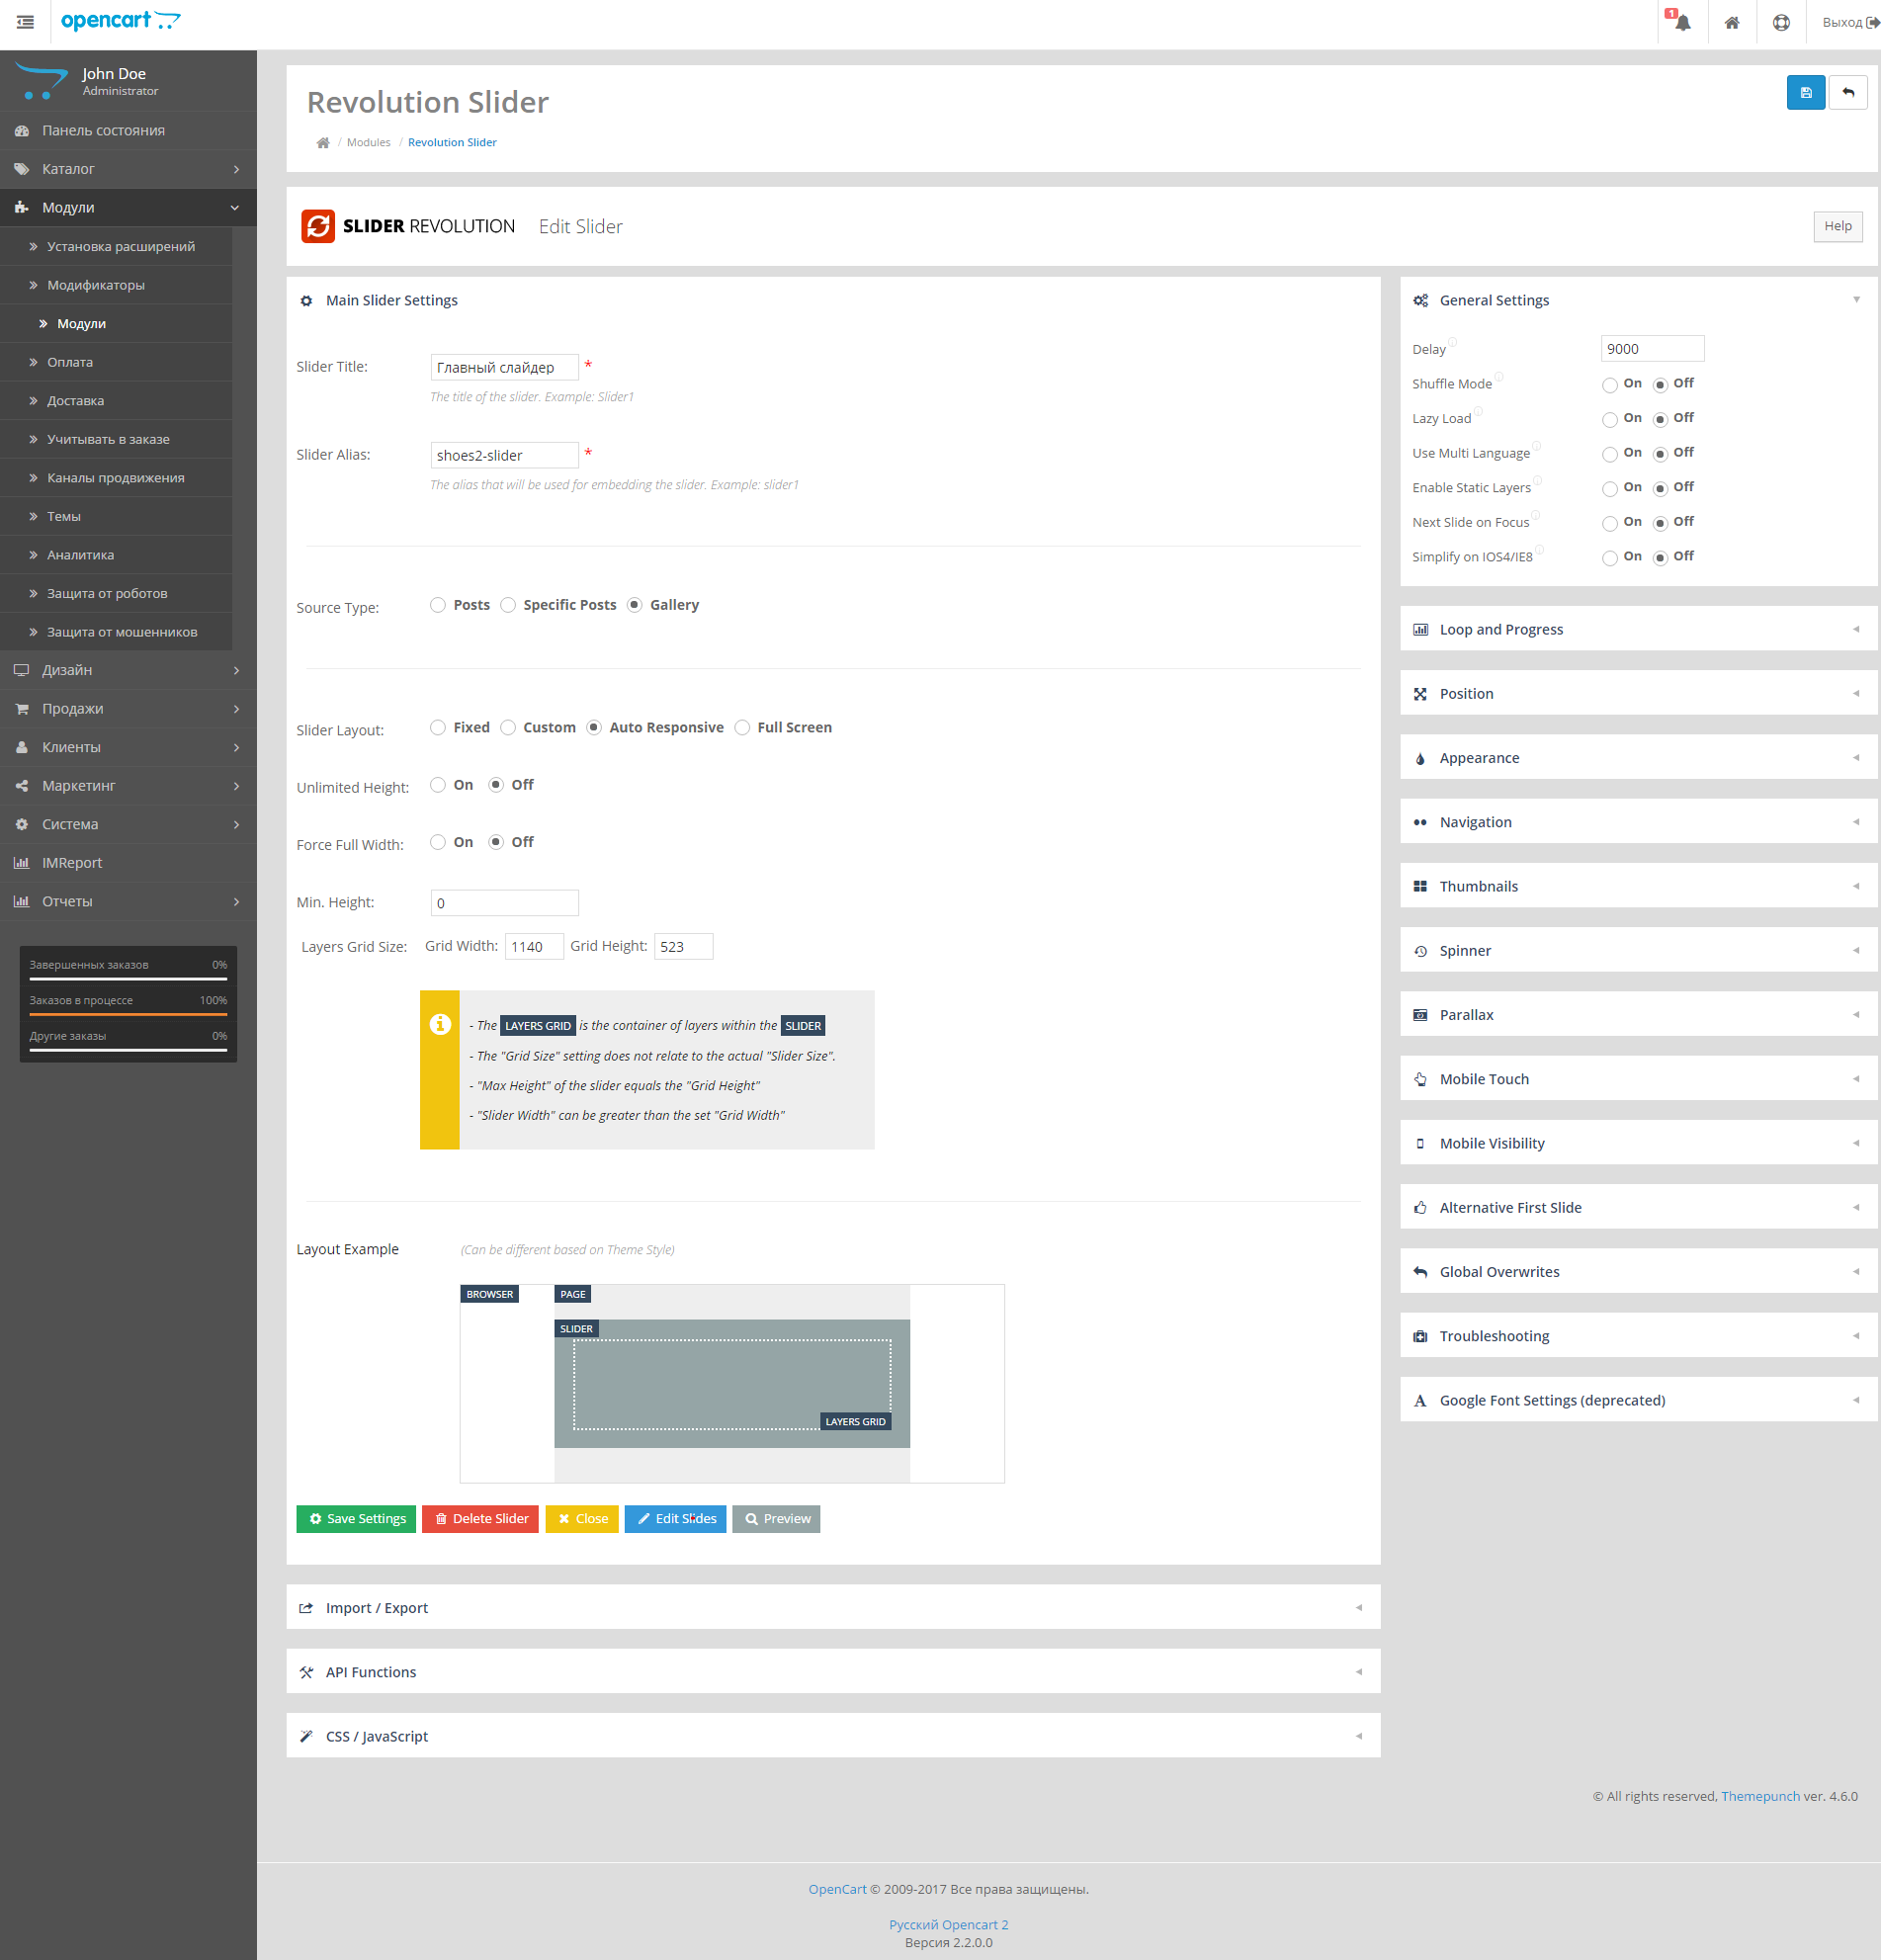 opencart
1
Выход
John Doe
Administrator
Панель состояния
Каталог
Модули
Установка расширений
Модификаторы
Модули
Оплата
Доставка
Учитывать в заказе
Каналы продвижения
Темы
Аналитика
Защита от роботов
Защита от мошенников
Дизайн
Продажи
Клиенты
Маркетинг
Система
IMReport
Отчеты
Завершенных заказов 0%
Заказов в процессе 100%
Другие заказы 0%
Revolution Slider
/ Modules / Revolution Slider
SLIDER REVOLUTION Edit Slider
Help
Main Slider Settings
Slider Title: Главный слайдер *
The title of the slider. Example: Slider1
Slider Alias: shoes2-slider *
The alias that will be used for embedding the slider. Example: slider1
Source Type: Posts Specific Posts Gallery
Slider Layout: Fixed Custom Auto Responsive Full Screen
Unlimited Height: On Off
Force Full Width: On Off
Min. Height: 0
Layers Grid Size: Grid Width: 1140 Grid Height: 523
- The LAYERS GRID is the container of layers within the SLIDER
- The "Grid Size" setting does not relate to the actual "Slider Size".
- "Max Height" of the slider equals the "Grid Height"
- "Slider Width" can be greater than the set "Grid Width"
Layout Example (Can be different based on Theme Style)
BROWSER PAGE
SLIDER
LAYERS GRID
Save Settings Delete Slider Close Edit Slides Preview
Import / Export
API Functions
CSS / JavaScript
General Settings
Delay 9000
Shuffle Mode On Off
Lazy Load On Off
Use Multi Language On Off
Enable Static Layers On Off
Next Slide on Focus On Off
Simplify on IOS4/IE8 On Off
Loop and Progress
Position
Appearance
Navigation
Thumbnails
Spinner
Parallax
Mobile Touch
Mobile Visibility
Alternative First Slide
Global Overwrites
Troubleshooting
Google Font Settings (deprecated)
© All rights reserved, Themepunch ver. 4.6.0
OpenCart © 2009-2017 Все права защищены.
Русский Opencart 2
Версия 2.2.0.0